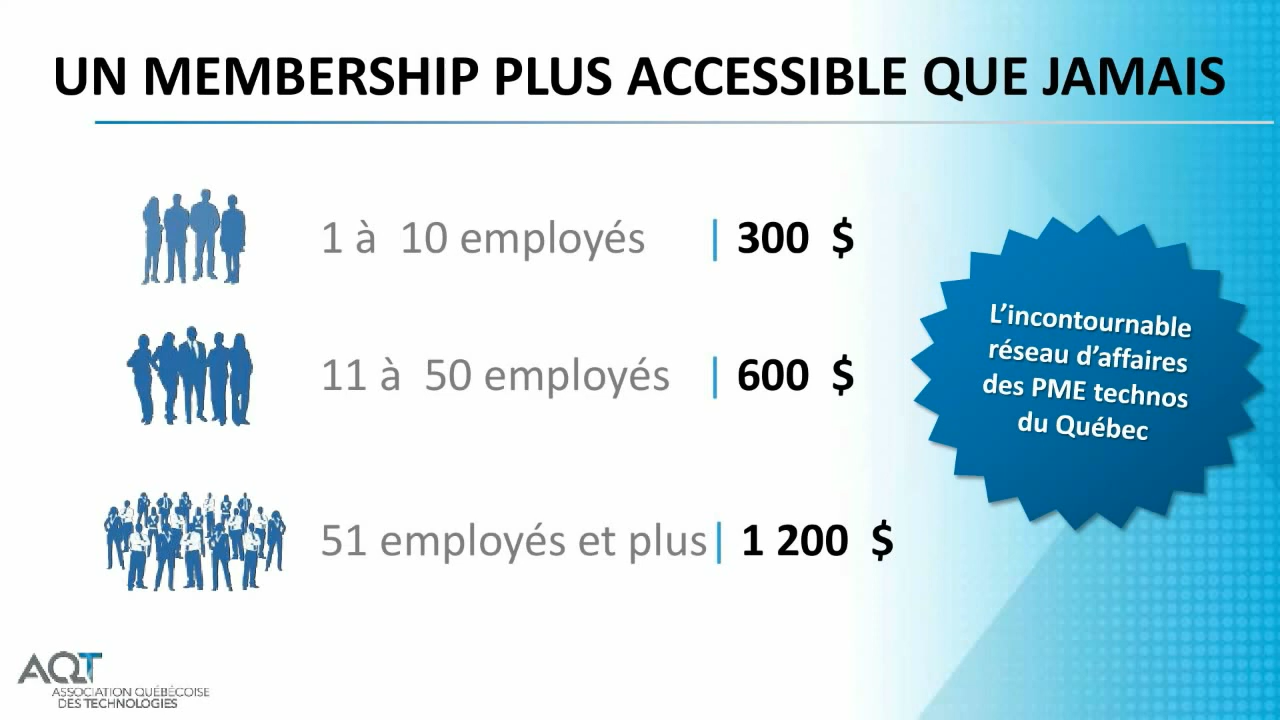 UN MEMBERSHIP PLUS ACCESSIBLE QUE JAMAIS
1 à 10 employés | 300 $
11 à 50 employés | 600 $
51 employés et plus | 1 200 $
L’incontournable
réseau d’affaires
des PME technos
du Québec
AQT
ASSOCIATION QUÉBÉCOISE
DES TECHNOLOGIES